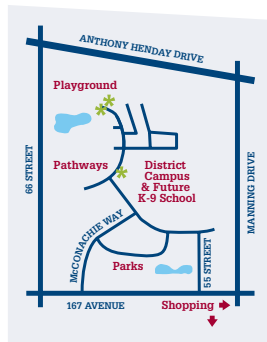 ANTHONY HENDAY DRIVE
Playground
66 STREET
Pathways
District
Campus
& Future
K-9 School
MANNING DRIVE
McCONACHIE WAY
Parks
55 STREET
167 AVENUE
Shopping